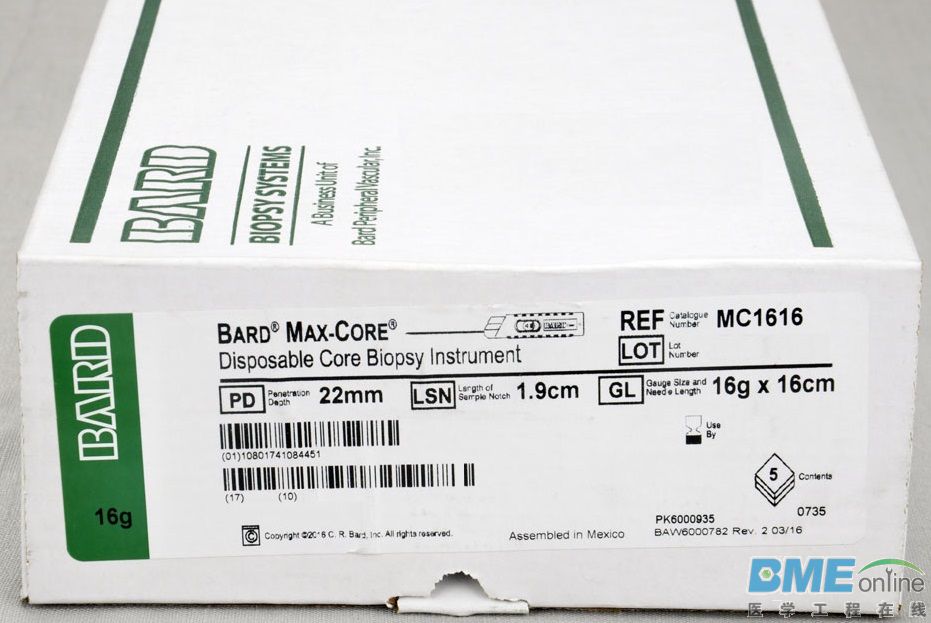 BARD
BIOPSY SYSTEMS
A Business Unit of
Bard Peripheral Vascular, Inc.
BARD
16g
BARD® MAX-CORE®
BARD
Disposable Core Biopsy Instrument
REF Catalogue Number MC1616
LOT Lot Number
PD Penetration Depth 22mm
LSN Length of Sample Notch 1.9cm
GL Gauge Size and Needle Length 16g x 16cm
(01)10801741084451
Use By
(17) (10)
5 Contents
C Copyright ©2016 C. R. Bard, Inc. All rights reserved.
Assembled in Mexico
PK6000935
0735
BAW6000782 Rev. 2 03/16
BME online
医学工程在线